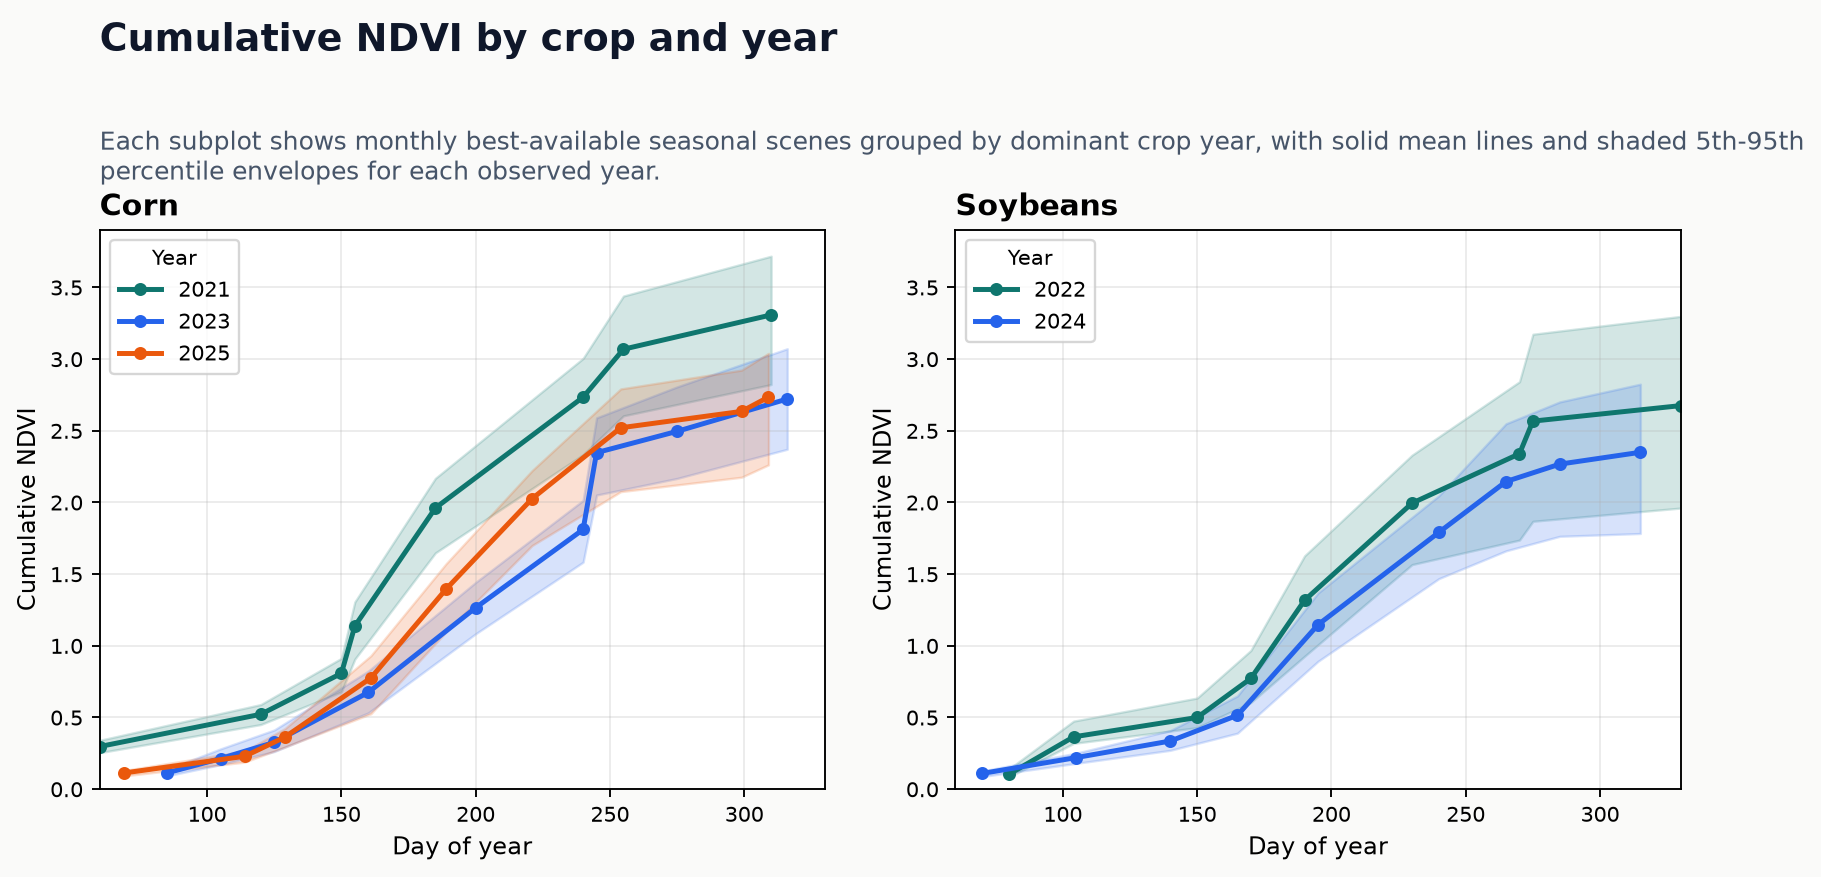 Cumulative NDVI by crop and year
Each subplot shows monthly best-available seasonal scenes grouped by dominant crop year, with solid mean lines and shaded 5th-95th
percentile envelopes for each observed year.
Corn
Year
2021
2023
2025
Cumulative NDVI
3.5
3.0
2.5
2.0
1.5
1.0
0.5
0.0
100
150
200
250
300
Day of year
Soybeans
Year
2022
2024
Cumulative NDVI
3.5
3.0
2.5
2.0
1.5
1.0
0.5
0.0
100
150
200
250
300
Day of year